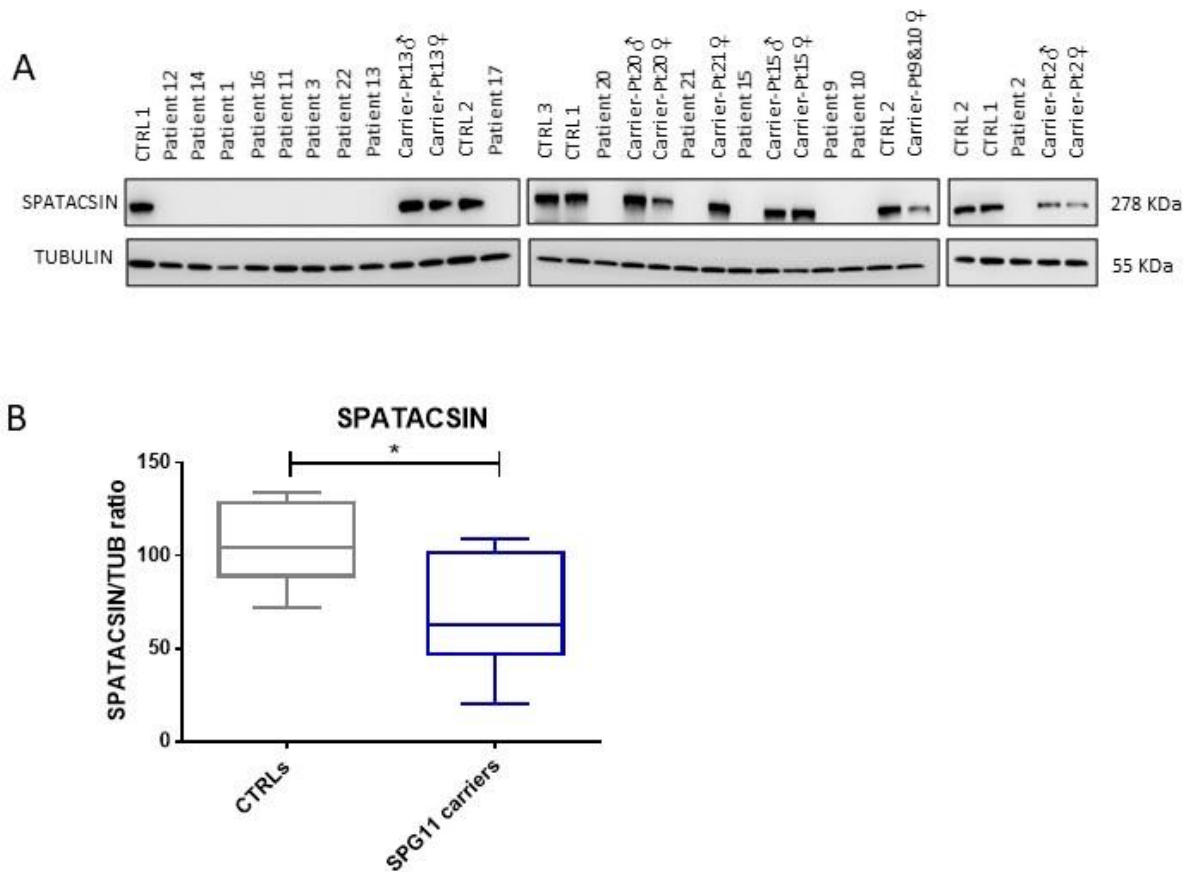 A
CTRL 1
Patient 12
Patient 14
Patient 1
Patient 16
Patient 11
Patient 3
Patient 22
Patient 13
Carrier-Pt13♂
Carrier-Pt13♀
CTRL 2
Patient 17
CTRL 3
CTRL 1
Patient 20
Carrier-Pt20♂
Carrier-Pt20♀
Patient 21
Carrier-Pt21♀
Patient 15
Carrier-Pt15♂
Carrier-Pt15♀
Patient 9
Patient 10
CTRL 2
Carrier-Pt9&10♀
CTRL 2
CTRL 1
Patient 2
Carrier-Pt2♂
Carrier-Pt2♀
SPATACSIN
278 KDa
TUBULIN
55 KDa
B
SPATACSIN
*
SPATACSIN/TUB ratio
150
100
50
0
CTRLs
SPG11 carriers